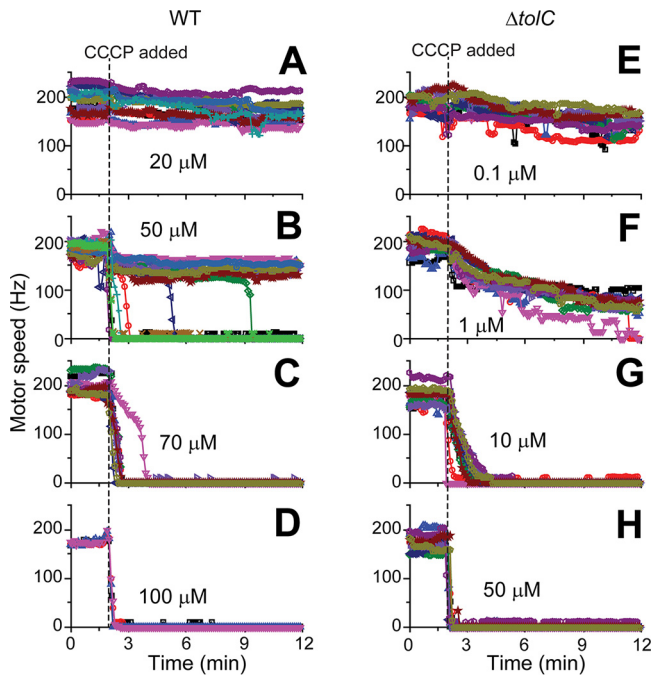 WT
ΔtolC
CCCP added
A
CCCP added
E
200
100
0
20 μM
200
100
0
0.1 μM
Motor speed (Hz)
200
100
0
50 μM
B
200
100
0
1 μM
F
200
100
0
70 μM
C
200
100
0
10 μM
G
200
100
0
100 μM
D
200
100
0
50 μM
H
0 3 6 9 12
0 3 6 9 12
Time (min)
Time (min)